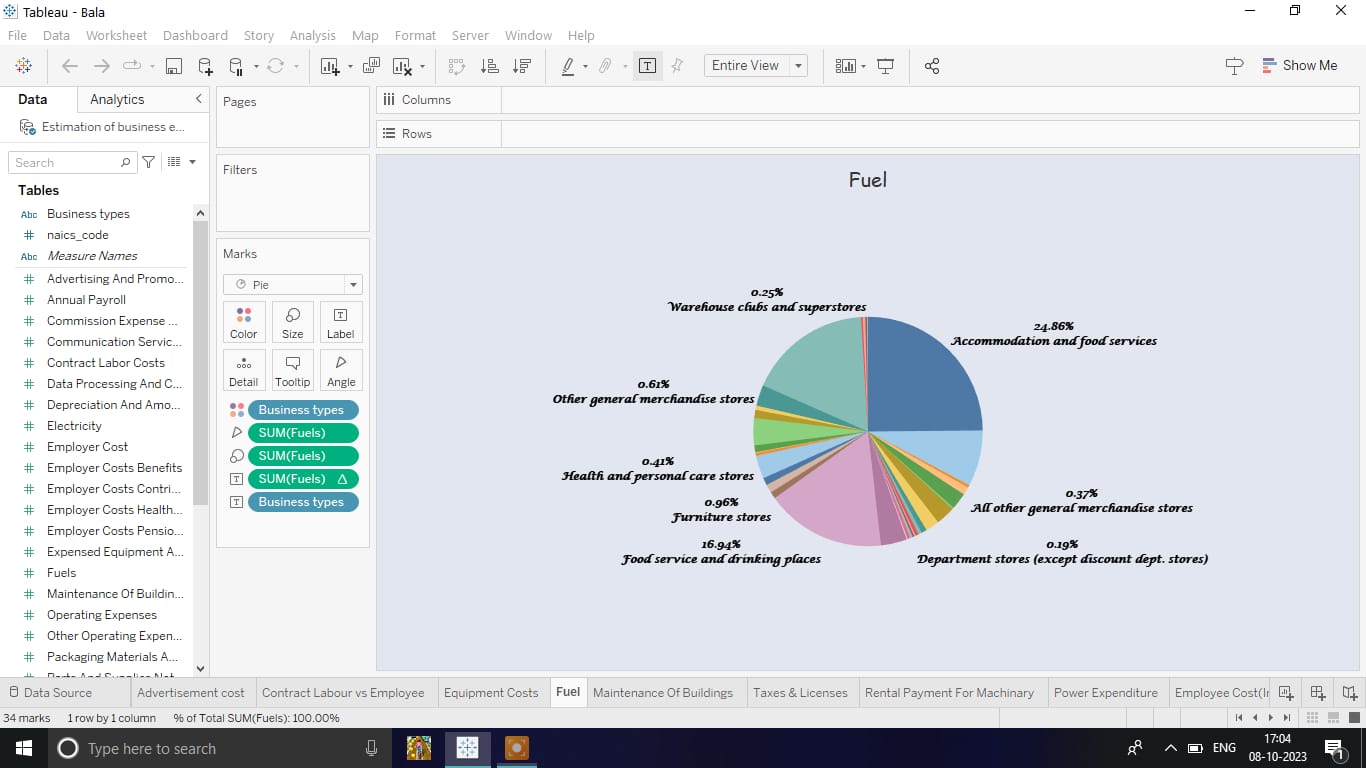 Tableau - Bala
File Data Worksheet Dashboard Story Analysis Map Format Server Window Help
Entire View
Show Me
Data Analytics
Estimation of business e...
Search
Tables
Abc Business types
# naics_code
Abc Measure Names
# Advertising And Promo...
# Annual Payroll
# Commission Expense ...
# Communication Servic...
# Contract Labor Costs
# Data Processing And C...
# Depreciation And Amo...
# Electricity
# Employer Cost
# Employer Costs Benefits
# Employer Costs Contri...
# Employer Costs Health...
# Employer Costs Pensio...
# Expensed Equipment A...
# Fuels
# Maintenance Of Buildin...
# Operating Expenses
# Other Operating Expen...
# Packaging Materials A...
Pages
Filters
Marks
Pie
Color Size Label
Detail Tooltip Angle
Business types
SUM(Fuels)
SUM(Fuels)
SUM(Fuels) Δ
Business types
Columns
Rows
Fuel
0.25%
Warehouse clubs and superstores
24.86%
Accommodation and food services
0.61%
Other general merchandise stores
0.41%
Health and personal care stores
0.37%
All other general merchandise stores
0.96%
Furniture stores
16.94%
Food service and drinking places
0.19%
Department stores (except discount dept. stores)
Data Source Advertisement cost Contract Labour vs Employee Equipment Costs Fuel Maintenance Of Buildings Taxes & Licenses Rental Payment For Machinary Power Expenditure Employee Cost(Ir
34 marks 1 row by 1 column % of Total SUM(Fuels): 100.00%
Type here to search
ENG
17:04
08-10-2023
1